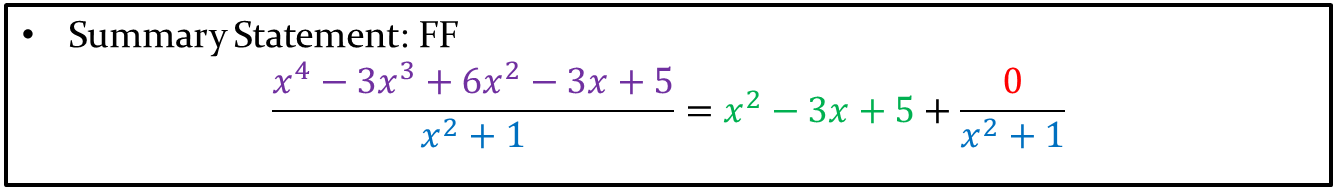 • Summary Statement: FF
x⁴ − 3x³ + 6x² − 3x + 5
x² + 1
= x² − 3x + 5 +
0
x² + 1